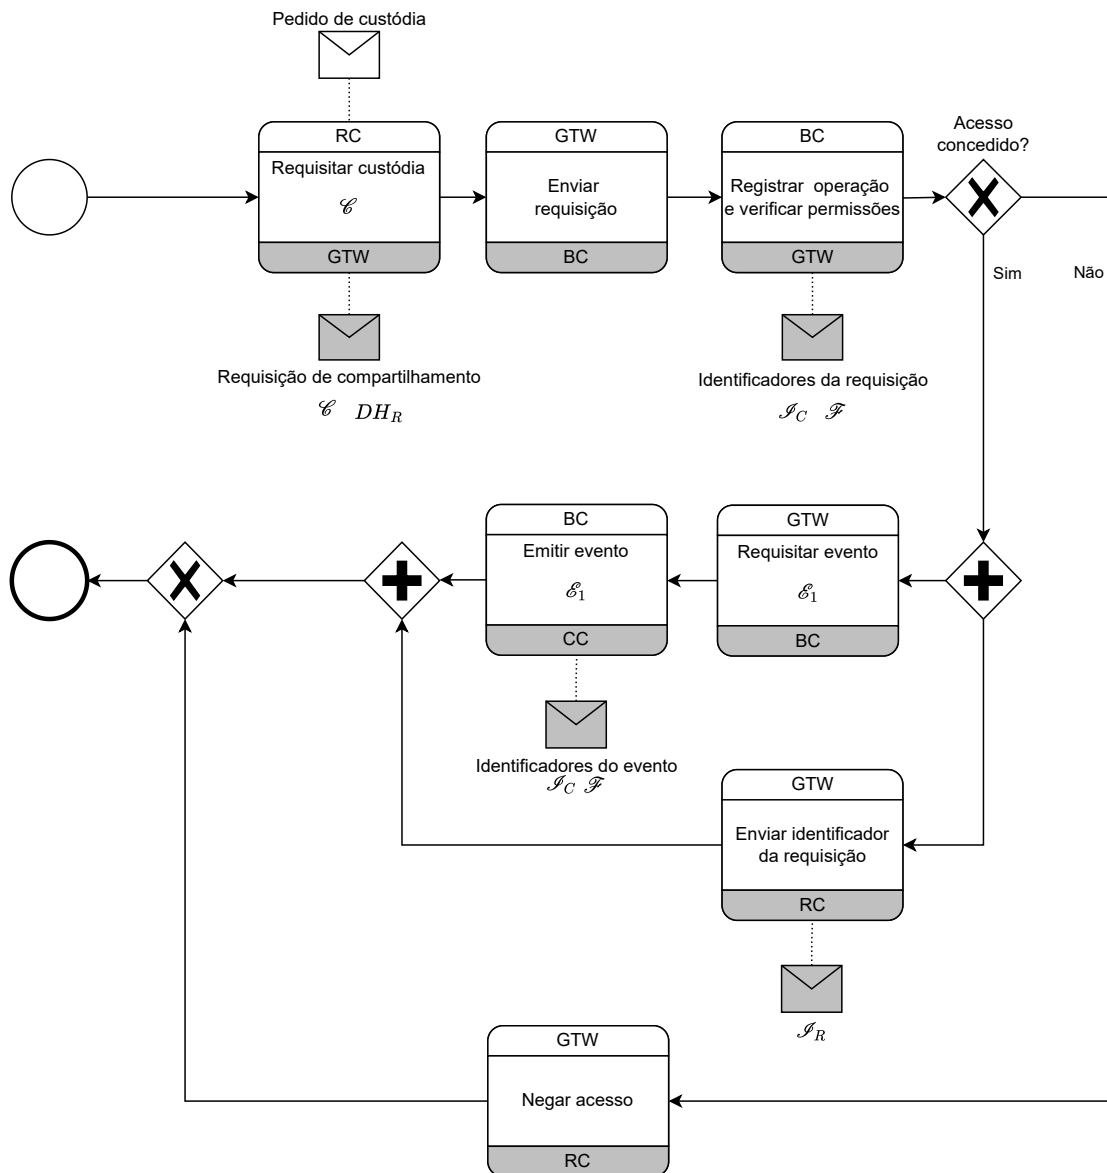 Pedido de custódia
RC
Requisitar custódia
𝒞
GTW
Requisição de compartilhamento
𝒞 DH_R
GTW
Enviar
requisição
BC
BC
Registrar operação
e verificar permissões
GTW
Identificadores da requisição
ℐ_C ℱ
Acesso
concedido?
Sim
Não
BC
Emitir evento
ℰ₁
CC
Identificadores do evento
ℐ_C ℱ
GTW
Requisitar evento
ℰ₁
BC
GTW
Enviar identificador
da requisição
RC
ℐ_R
GTW
Negar acesso
RC